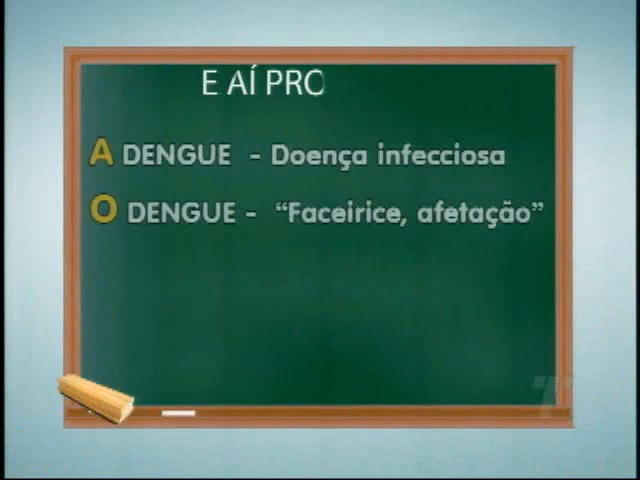 E AÍ PRO
A DENGUE - Doença infecciosa
O DENGUE - “Faceirice, afetação”